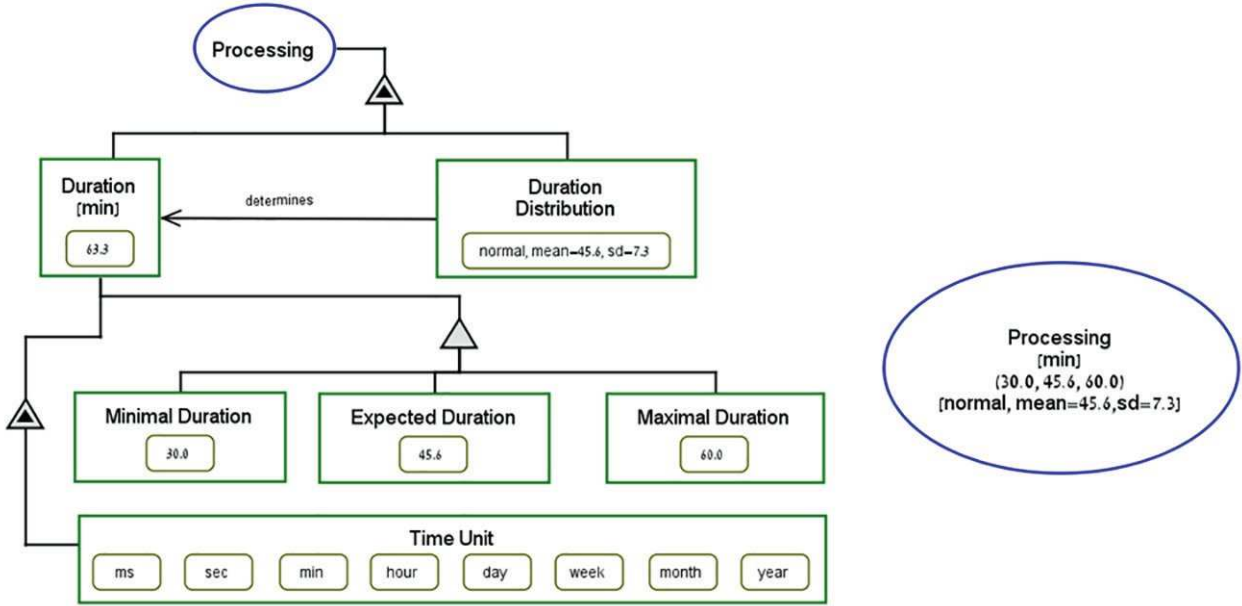 Processing
Duration
[min]
63.3
determines
Duration
Distribution
normal, mean=45.6, sd=7.3
Minimal Duration
30.0
Expected Duration
45.6
Maximal Duration
60.0
Time Unit
ms sec min hour day week month year
Processing
[min]
(30.0, 45.6, 60.0)
[normal, mean=45.6,sd=7.3]